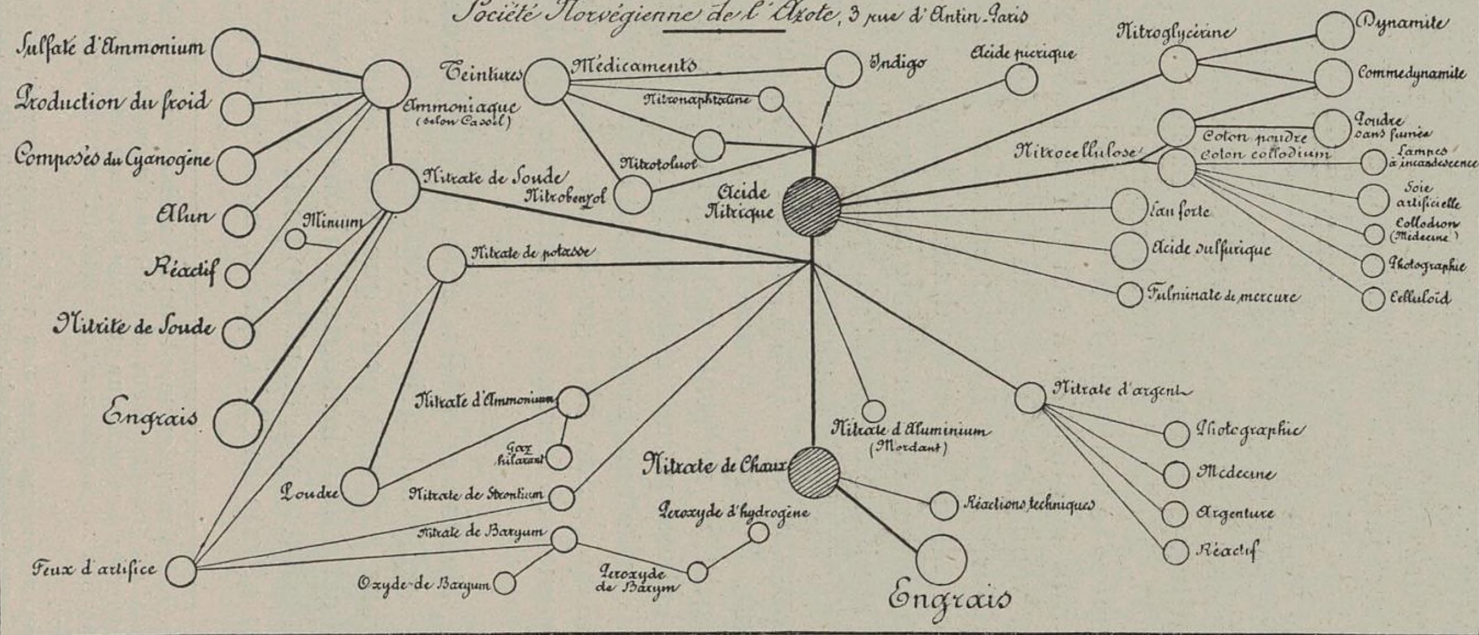 Société Norvégienne de l'Azote, 3 rue d'Antin-Paris
Sulfate d'Ammonium
Production du froid
Composés du Cyanogène
Alun
Réactif
Nitrite de Soude
Engrais
Ammoniaque
(selon Cassel)
Minium
Nitrate de Soude
Teintures
Médicaments
Indigo
Nitronaphtaline
Nitrotoluol
Nitrobenzol
Acide picrique
Acide
Nitrique
Nitroglycérine
Dynamite
Commedynamite
Nitrocellulose
Coton poudre
Coton collodium
Poudre
sans fumée
Lampes
à incandescence
Soie
artificielle
Collodion
(Médecine)
Photographie
Celluloïd
Eau forte
Acide sulfurique
Fulminate de mercure
Nitrate de potasse
Nitrate d'Ammonium
Gaz
hilarant
Poudre
Nitrate de Strontium
Nitrate de Baryum
Feux d'artifice
Oxyde de Baryum
Peroxyde
de Baryum
Peroxyde d'hydrogène
Nitrate d'Aluminium
(Mordant)
Nitrate de Chaux
Réactions techniques
Engrais
Nitrate d'argent
Photographie
Médecine
Argenture
Réactif